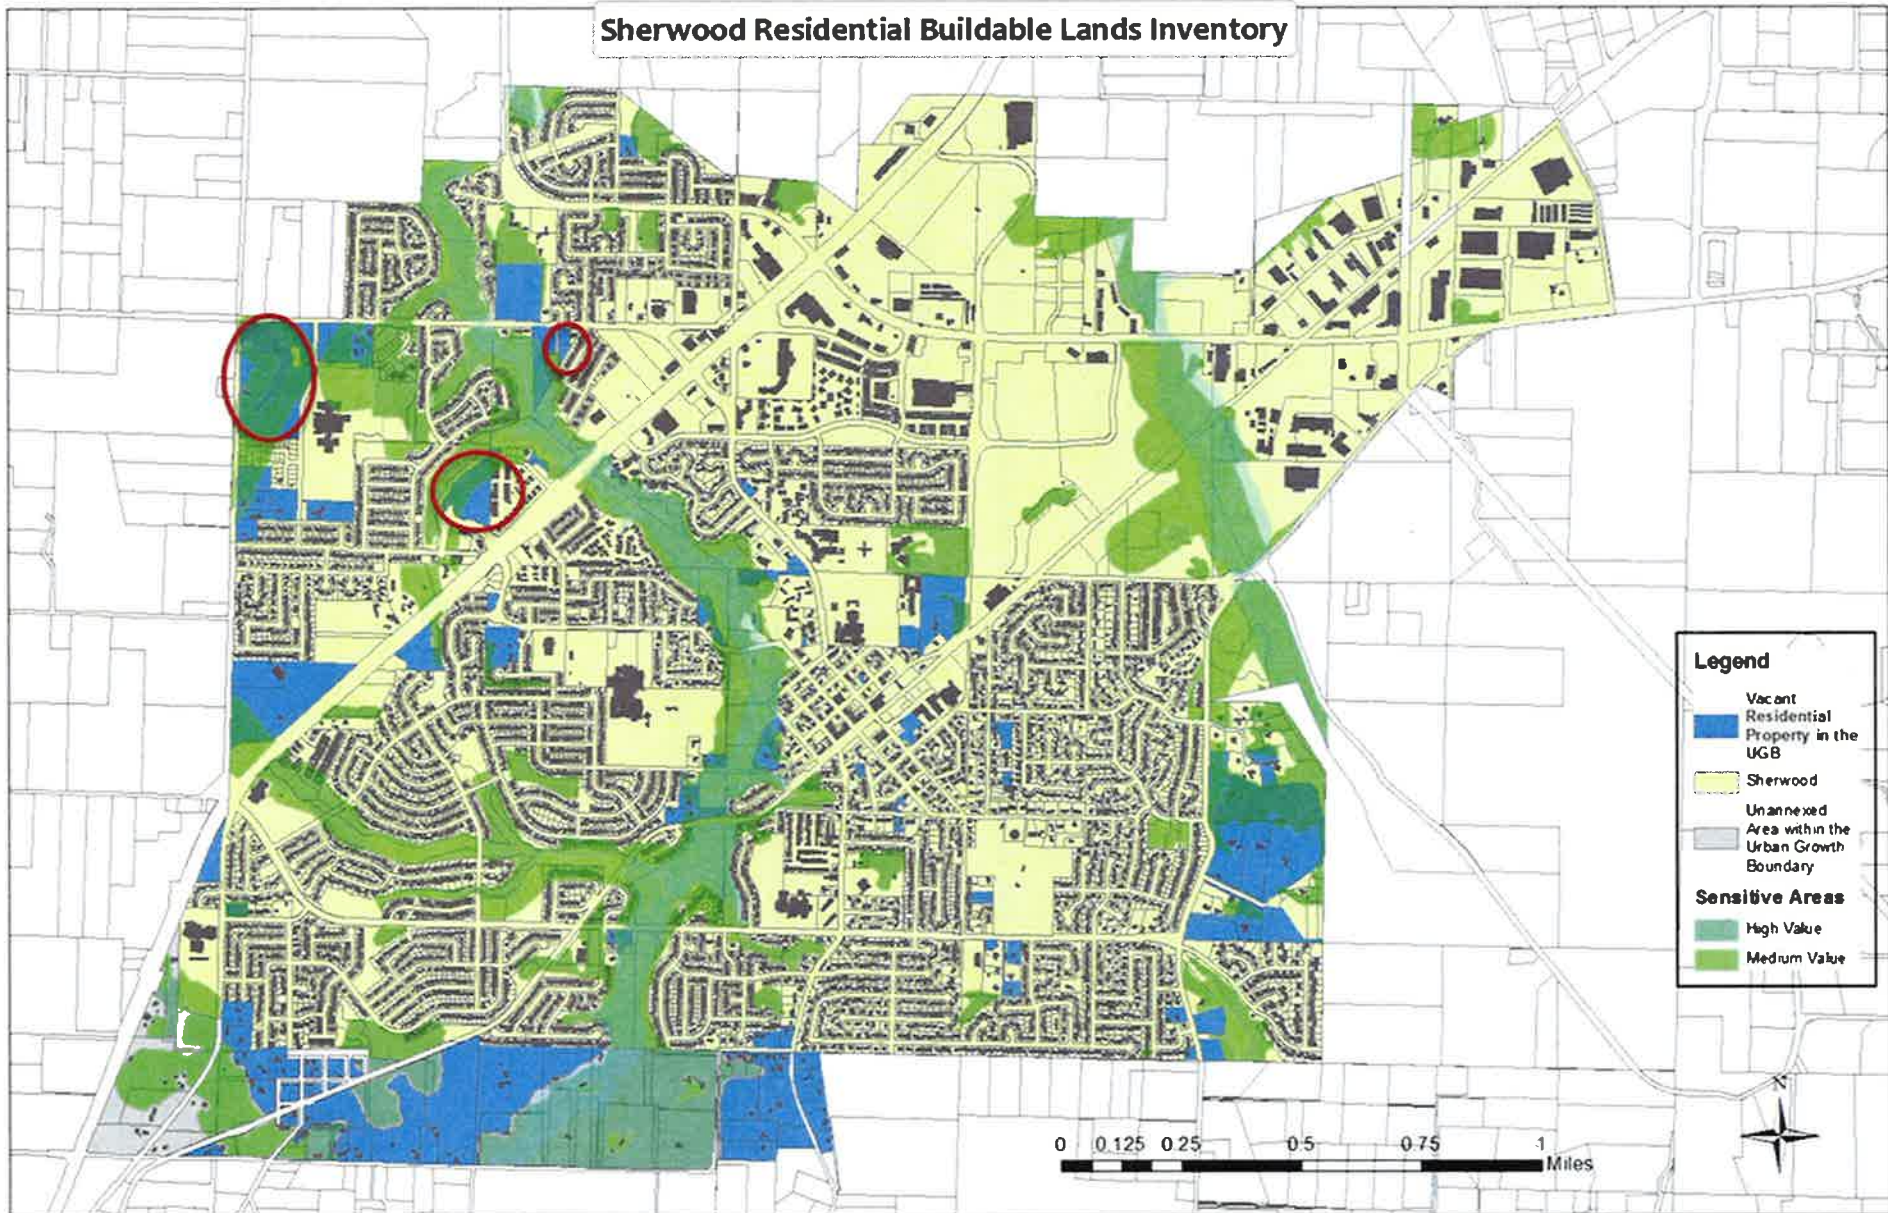 Sherwood Residential Buildable Lands Inventory
Legend
Vacant
Residential
Property in the
UGB
Sherwood
Unannexed
Area within the
Urban Growth
Boundary
Sensitive Areas
High Value
Medium Value
N
0 0.125 0.25 0.5 0.75 1
Miles